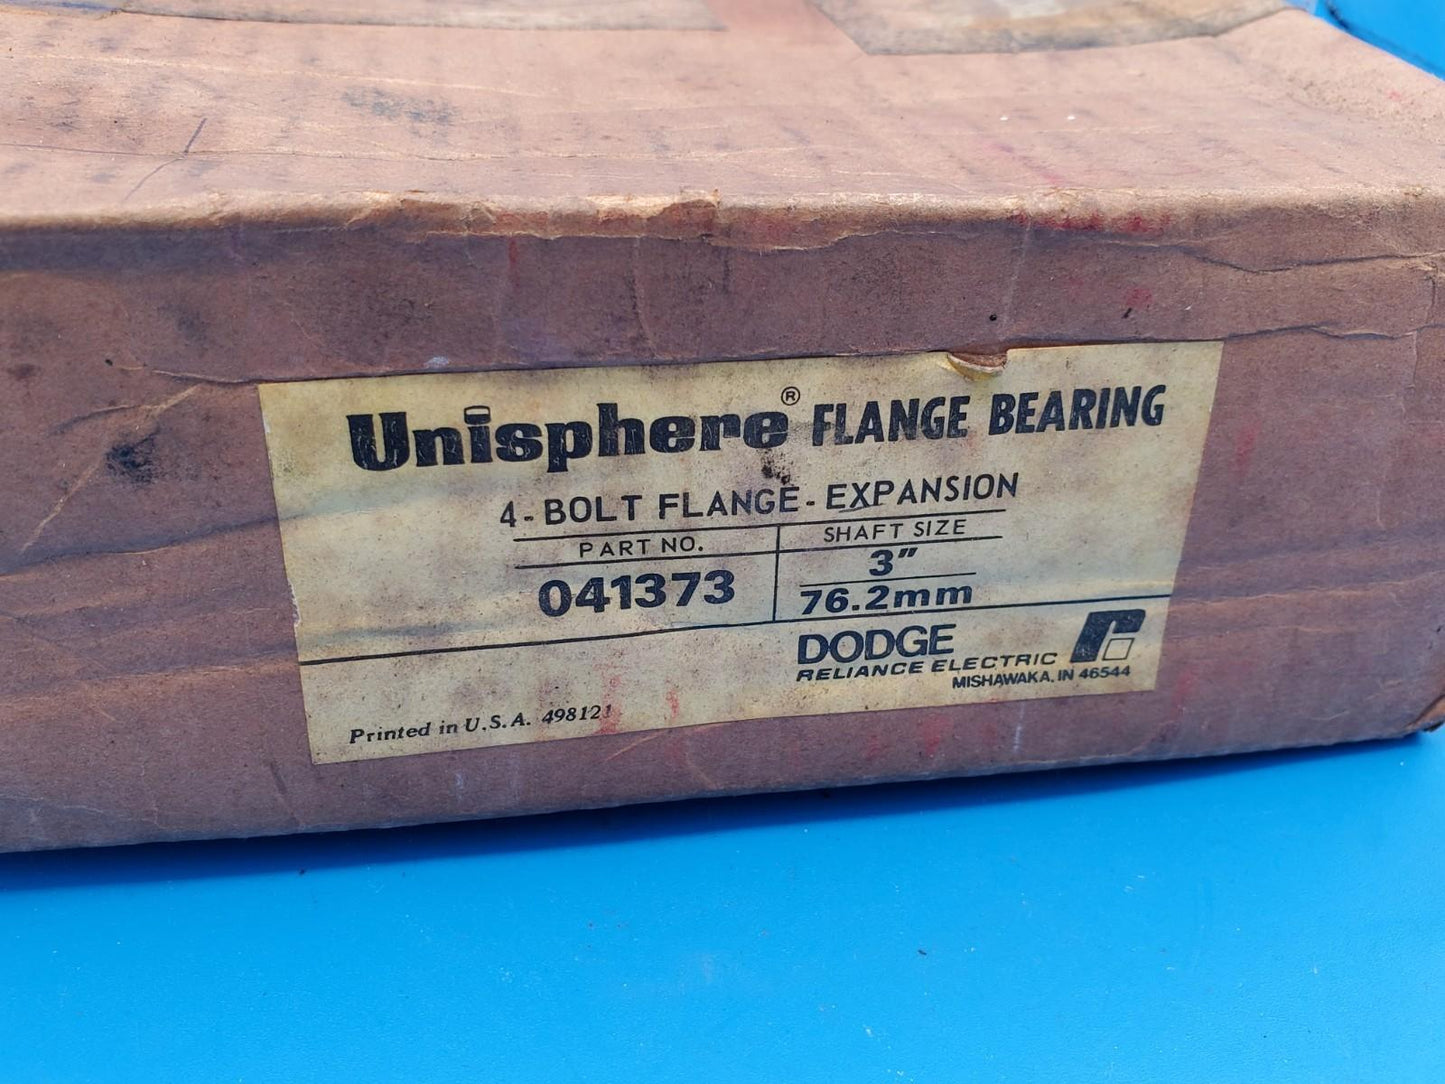 Unisphere® FLANGE BEARING
4-BOLT FLANGE-EXPANSION
PART NO.
041373
SHAFT SIZE
3"
76.2mm
DODGE
RELIANCE ELECTRIC
MISHAWAKA, IN 46544
Printed in U.S.A. 498121